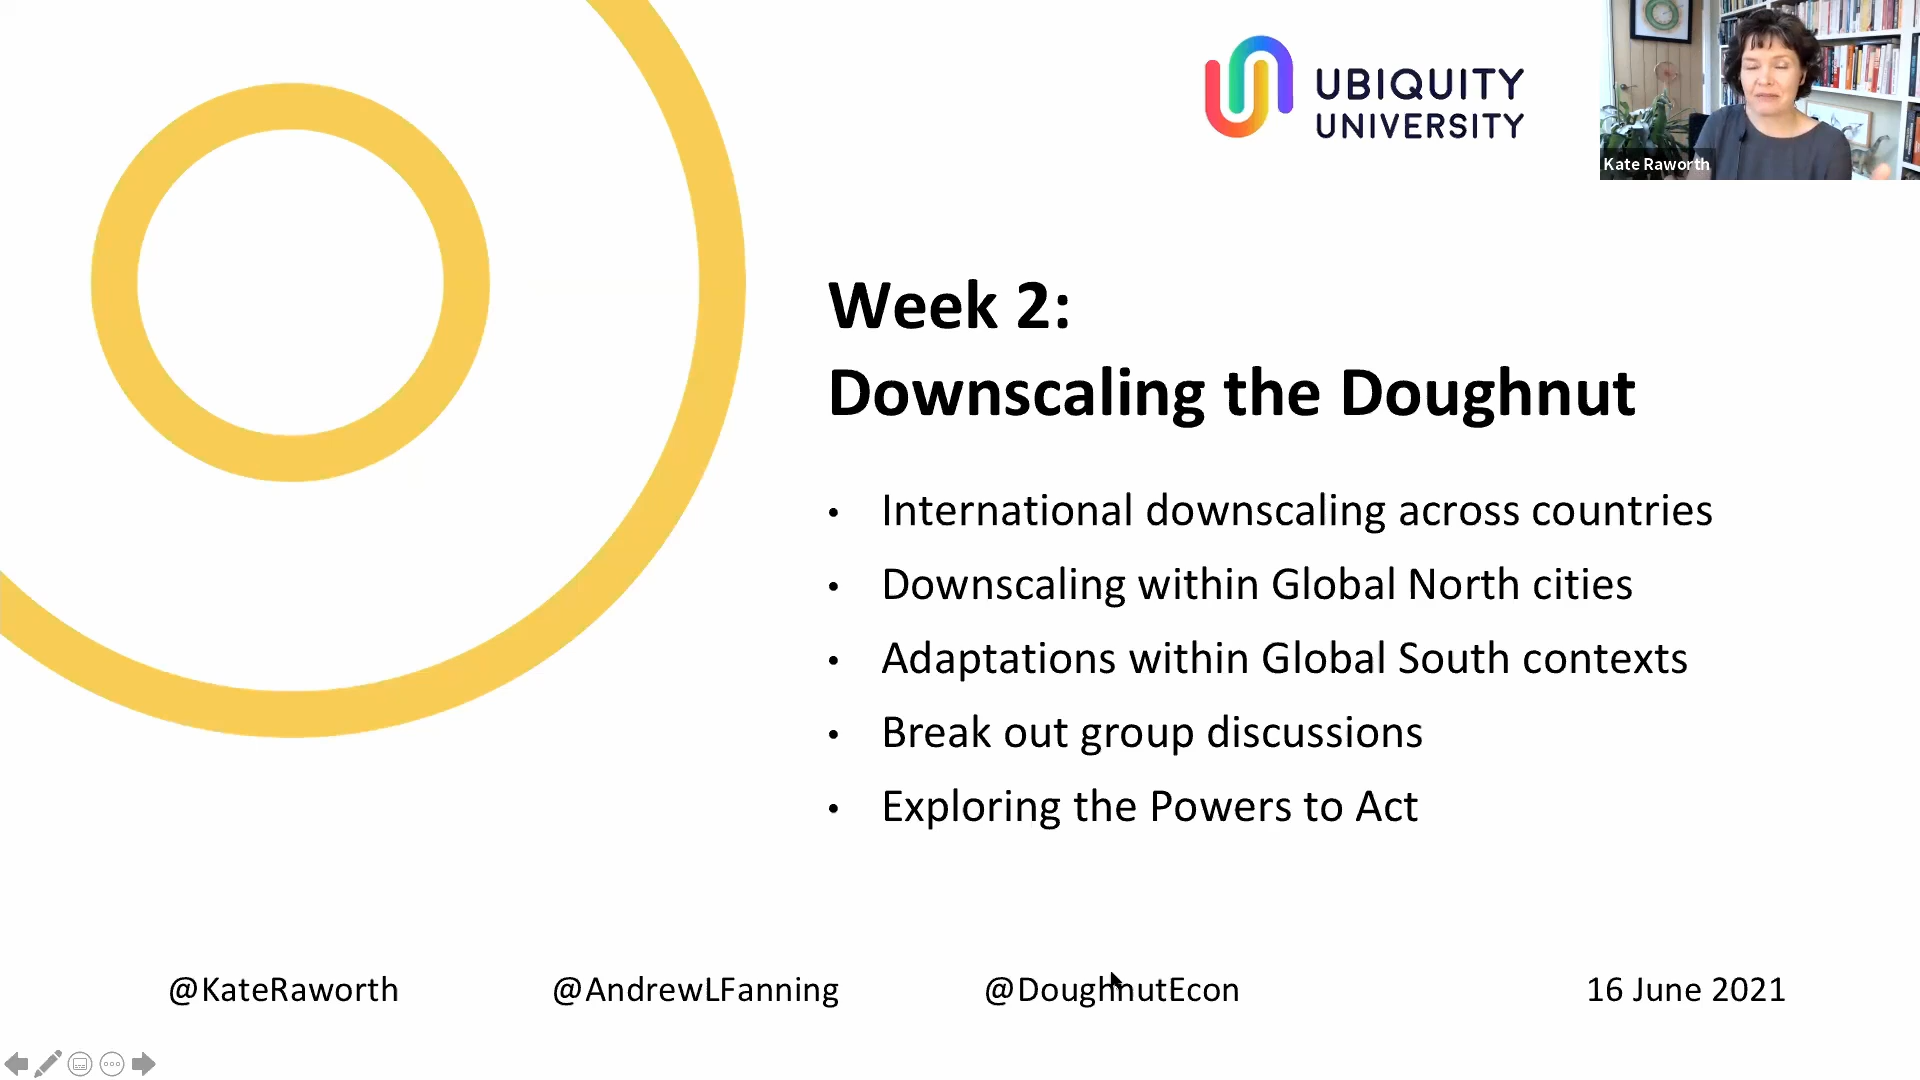 UBIQUITY
UNIVERSITY
Kate Raworth
Week 2:
Downscaling the Doughnut
• International downscaling across countries
• Downscaling within Global North cities
• Adaptations within Global South contexts
• Break out group discussions
• Exploring the Powers to Act
@KateRaworth @AndrewLFanning @DoughnutEcon 16 June 2021